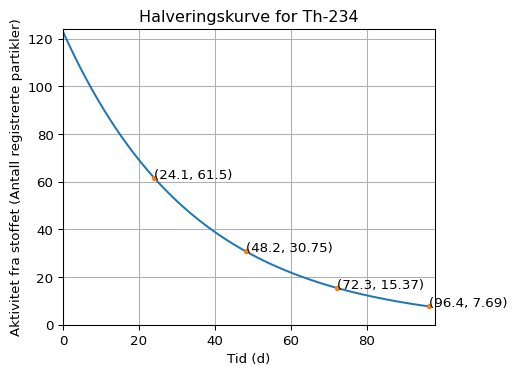 Halveringskurve for Th-234
Aktivitet fra stoffet (Antall registrerte partikler)
120
100
80
60
40
20
0
(24.1, 61.5)
(48.2, 30.75)
(72.3, 15.37)
(96.4, 7.69)
0 20 40 60 80
Tid (d)